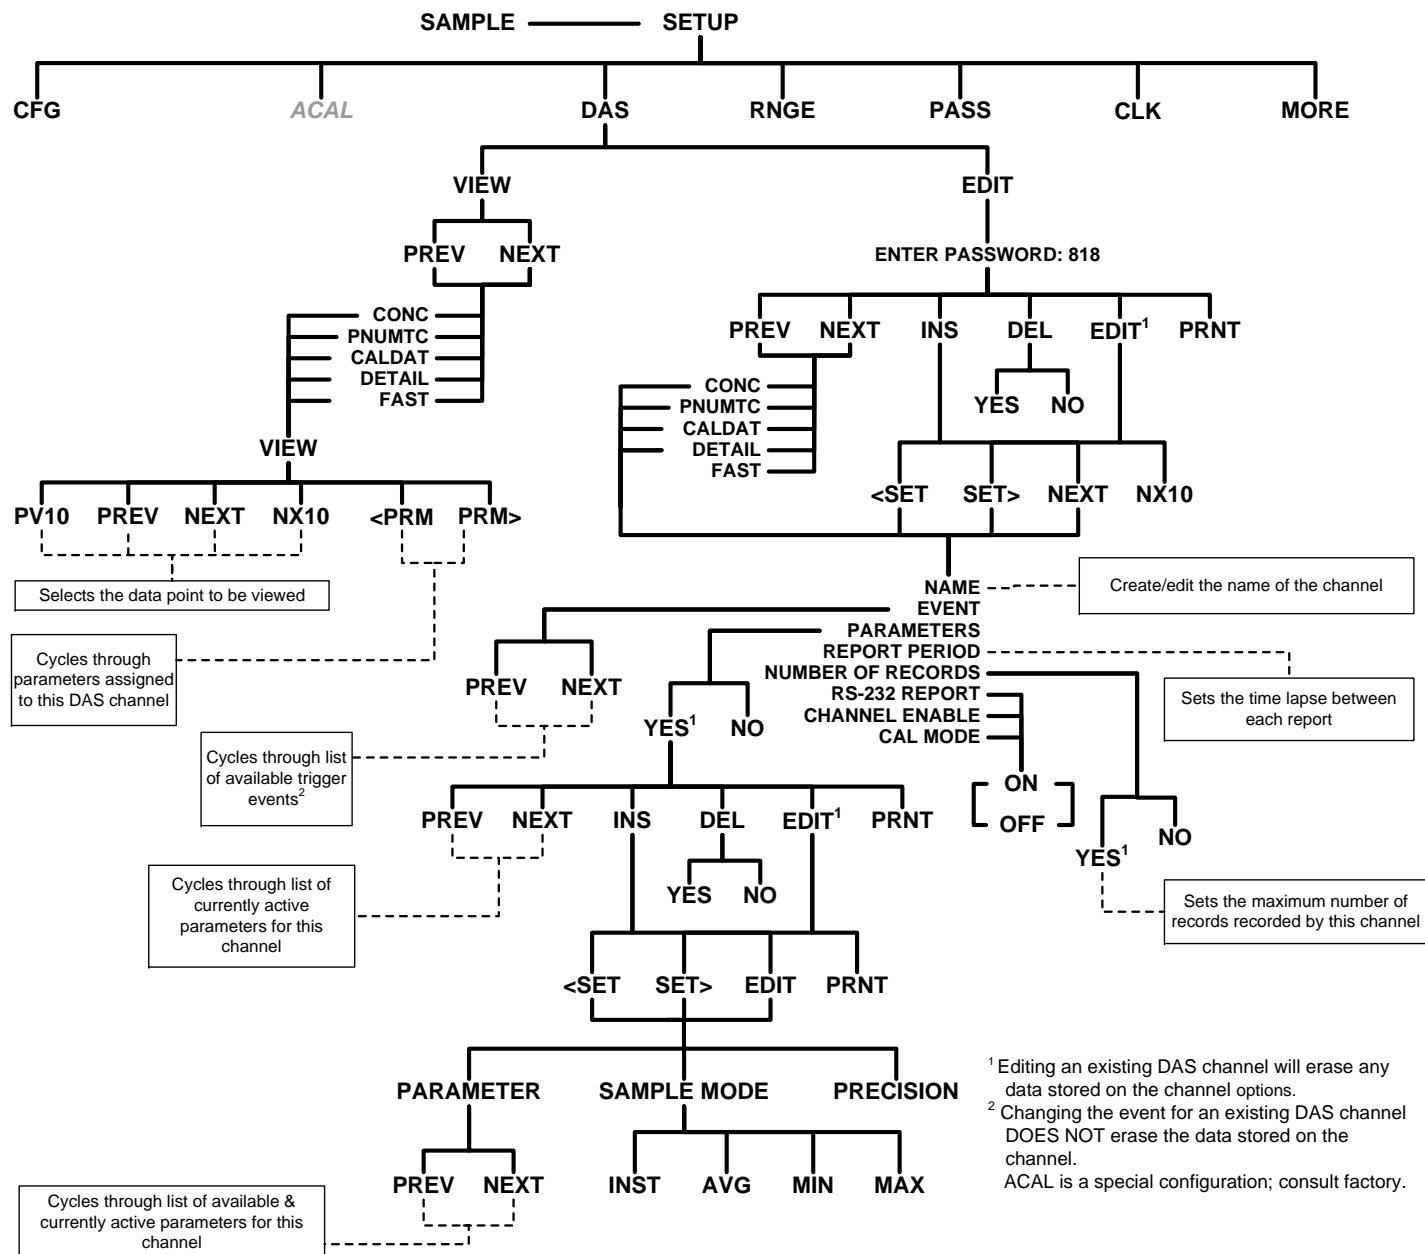 SAMPLE SETUP
CFG ACAL DAS RNGE PASS CLK MORE
VIEW EDIT
PREV NEXT
ENTER PASSWORD: 818
CONC
PNUMTC
CALDAT
DETAIL
FAST
PREV NEXT INS DEL EDIT1 PRNT
CONC
PNUMTC
CALDAT
DETAIL
FAST
YES NO
VIEW
<SET SET> NEXT NX10
PV10 PREV NEXT NX10 <PRM PRM>
Selects the data point to be viewed
Cycles through
parameters assigned
to this DAS channel
NAME
EVENT
PARAMETERS
REPORT PERIOD
NUMBER OF RECORDS
RS-232 REPORT
CHANNEL ENABLE
CAL MODE
Create/edit the name of the channel
Sets the time lapse between
each report
PREV NEXT
Cycles through list
of available trigger
events2
YES1 NO
ON
OFF
YES1 NO
Sets the maximum number of
records recorded by this channel
PREV NEXT INS DEL EDIT1 PRNT
Cycles through list of
currently active
parameters for this
channel
YES NO
<SET SET> EDIT PRNT
PARAMETER SAMPLE MODE PRECISION
PREV NEXT INST AVG MIN MAX
Cycles through list of available &
currently active parameters for this
channel
1 Editing an existing DAS channel will erase any
data stored on the channel options.
2 Changing the event for an existing DAS channel
DOES NOT erase the data stored on the
channel.
ACAL is a special configuration; consult factory.